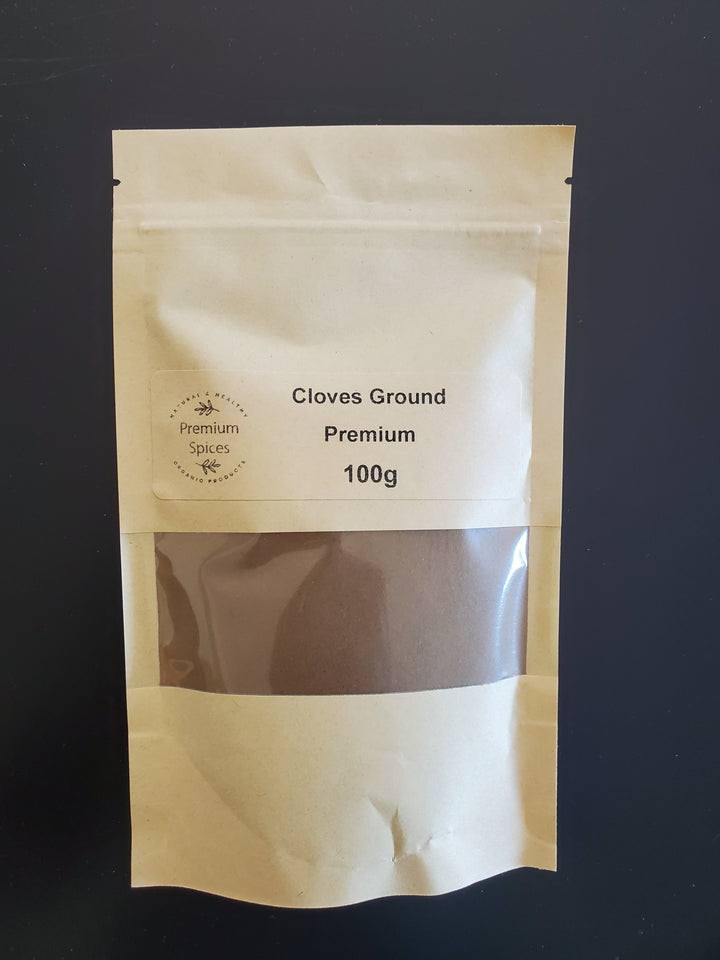 NATURAL & HEALTHY
Premium
Spices
ORGANIC PRODUCTS
Cloves Ground
Premium
100g